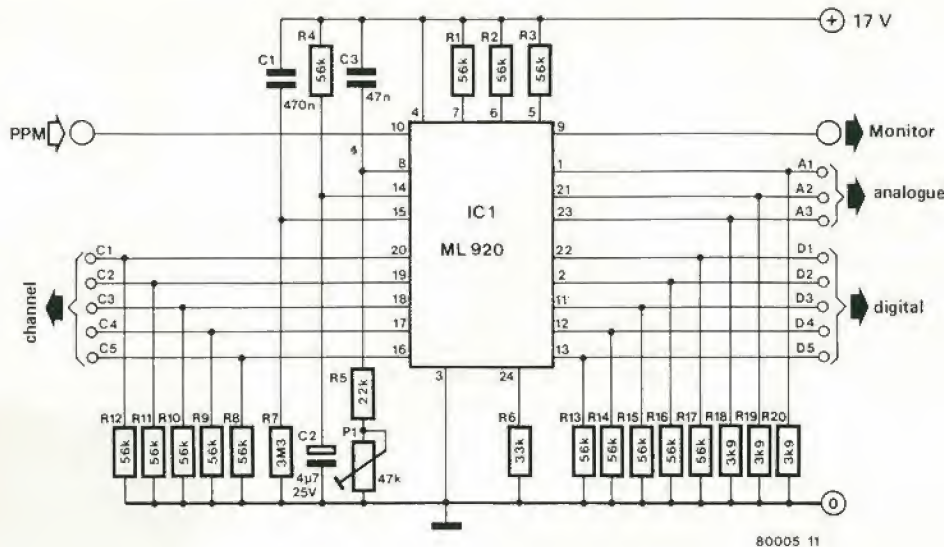 R4 R1 R2 R3 + 17 V
C1 C3
56k 56k 56k 56k
470n 47n
4 7 6 5
PPM 10 9 Monitor
8 1 A1
14 21 A2 analogue
15 23 A3
IC1
ML 920
C1 20 22 D1
C2 19 2 D2
channel C3 18 11 D3 digital
C4 17 12 D4
C5 16 13 D5
3 24
R5
22k
R12 R11 R10 R9 R8 R7 P1 R6 R13 R14 R15 R16 R17 R18 R19 R20
C2
56k 56k 56k 56k 56k 3M3 4µ7 47k 33k 56k 56k 56k 56k 56k 3k9 3k9 3k9
25V
0
80005 11